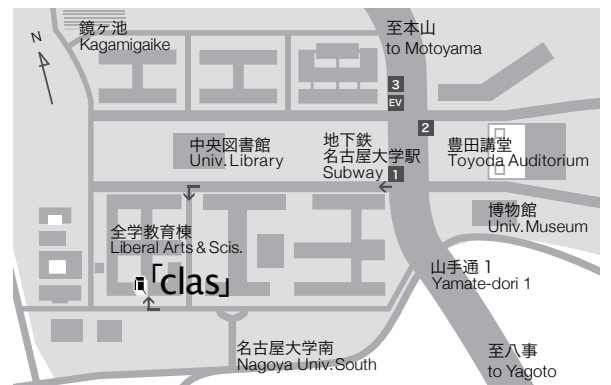 鏡ヶ池
Kagamigaike
至本山
to Motoyama
N
3
EV
2
中央図書館
Univ. Library
地下鉄
名古屋大学駅
Subway 1
豊田講堂
Toyoda Auditorium
博物館
Univ. Museum
全学教育棟
Liberal Arts & Scis.
「clas」
山手通 1
Yamate-dori 1
名古屋大学南
Nagoya Univ. South
至八事
to Yagoto